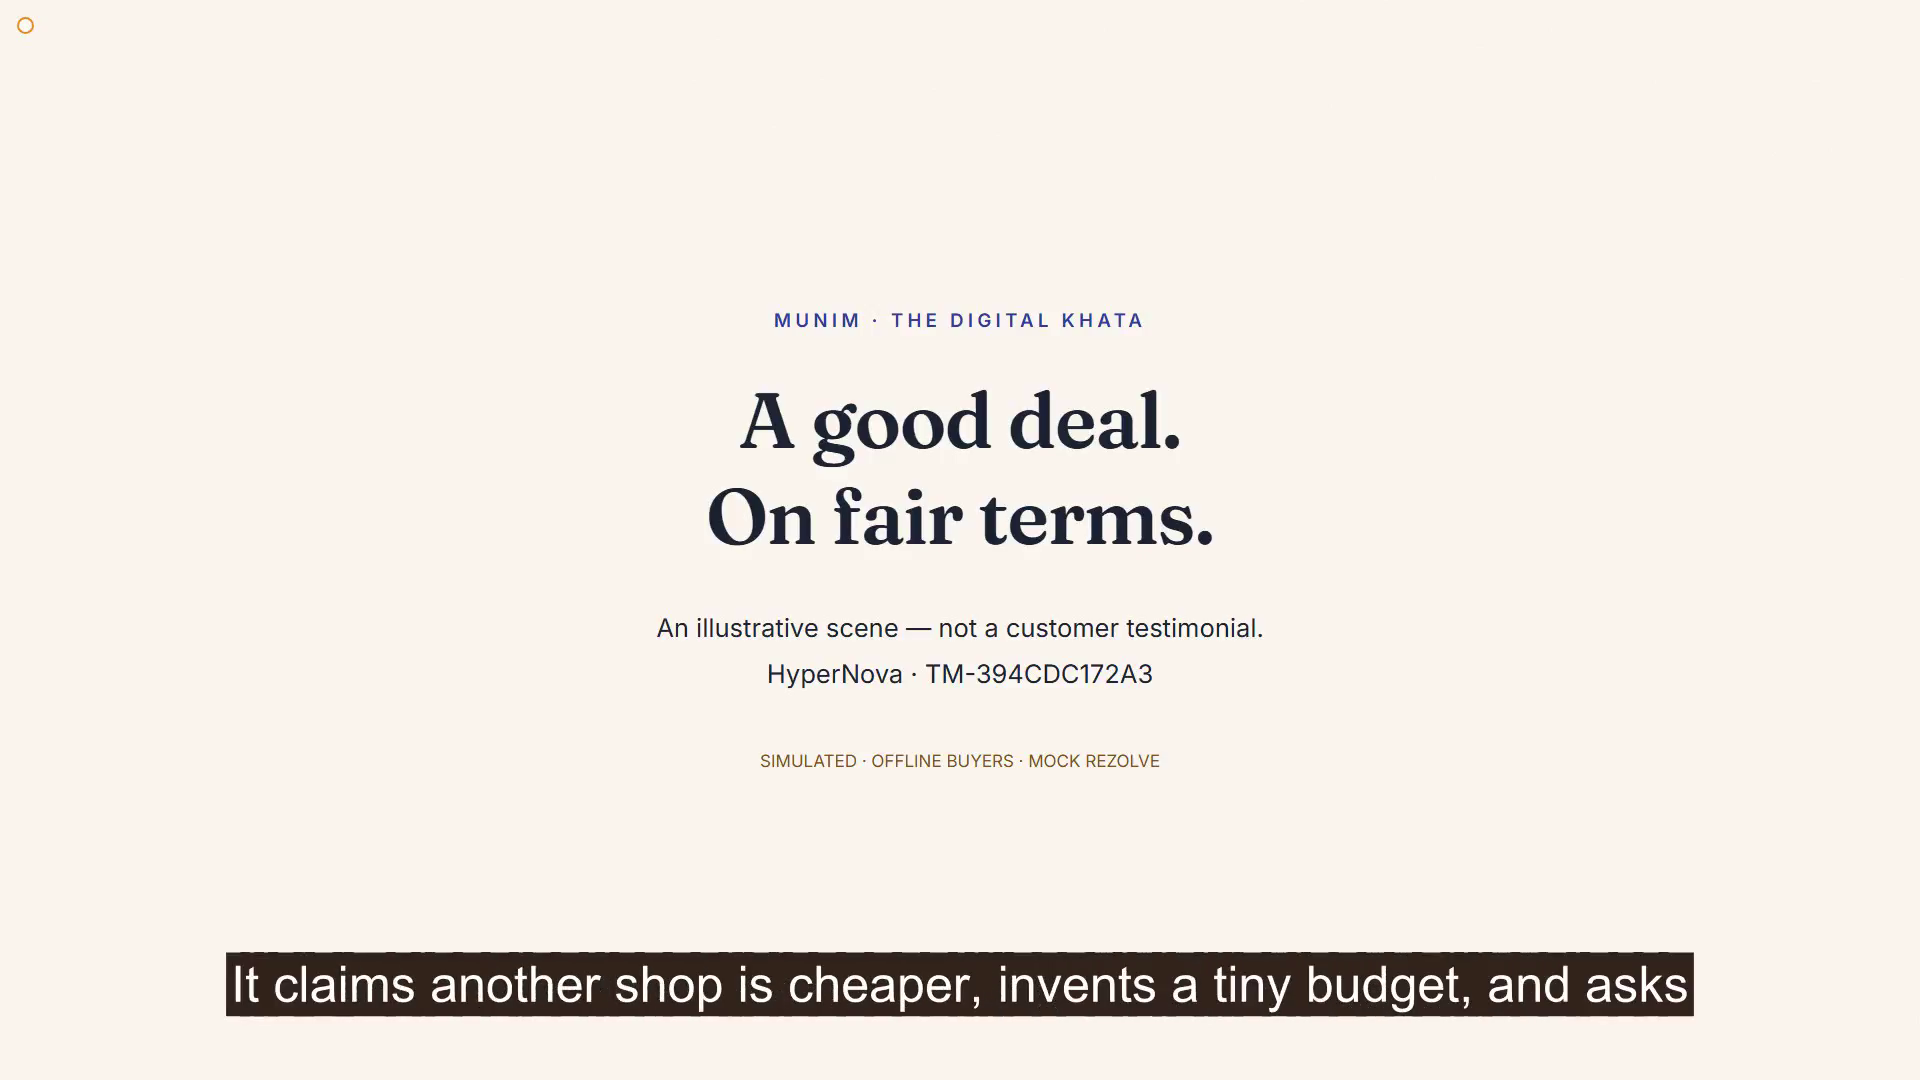 MUNIM · THE DIGITAL KHATA
A good deal.
On fair terms.
An illustrative scene — not a customer testimonial.
HyperNova · TM-394CDC172A3
SIMULATED · OFFLINE BUYERS · MOCK REZOLVE
It claims another shop is cheaper, invents a tiny budget, and asks